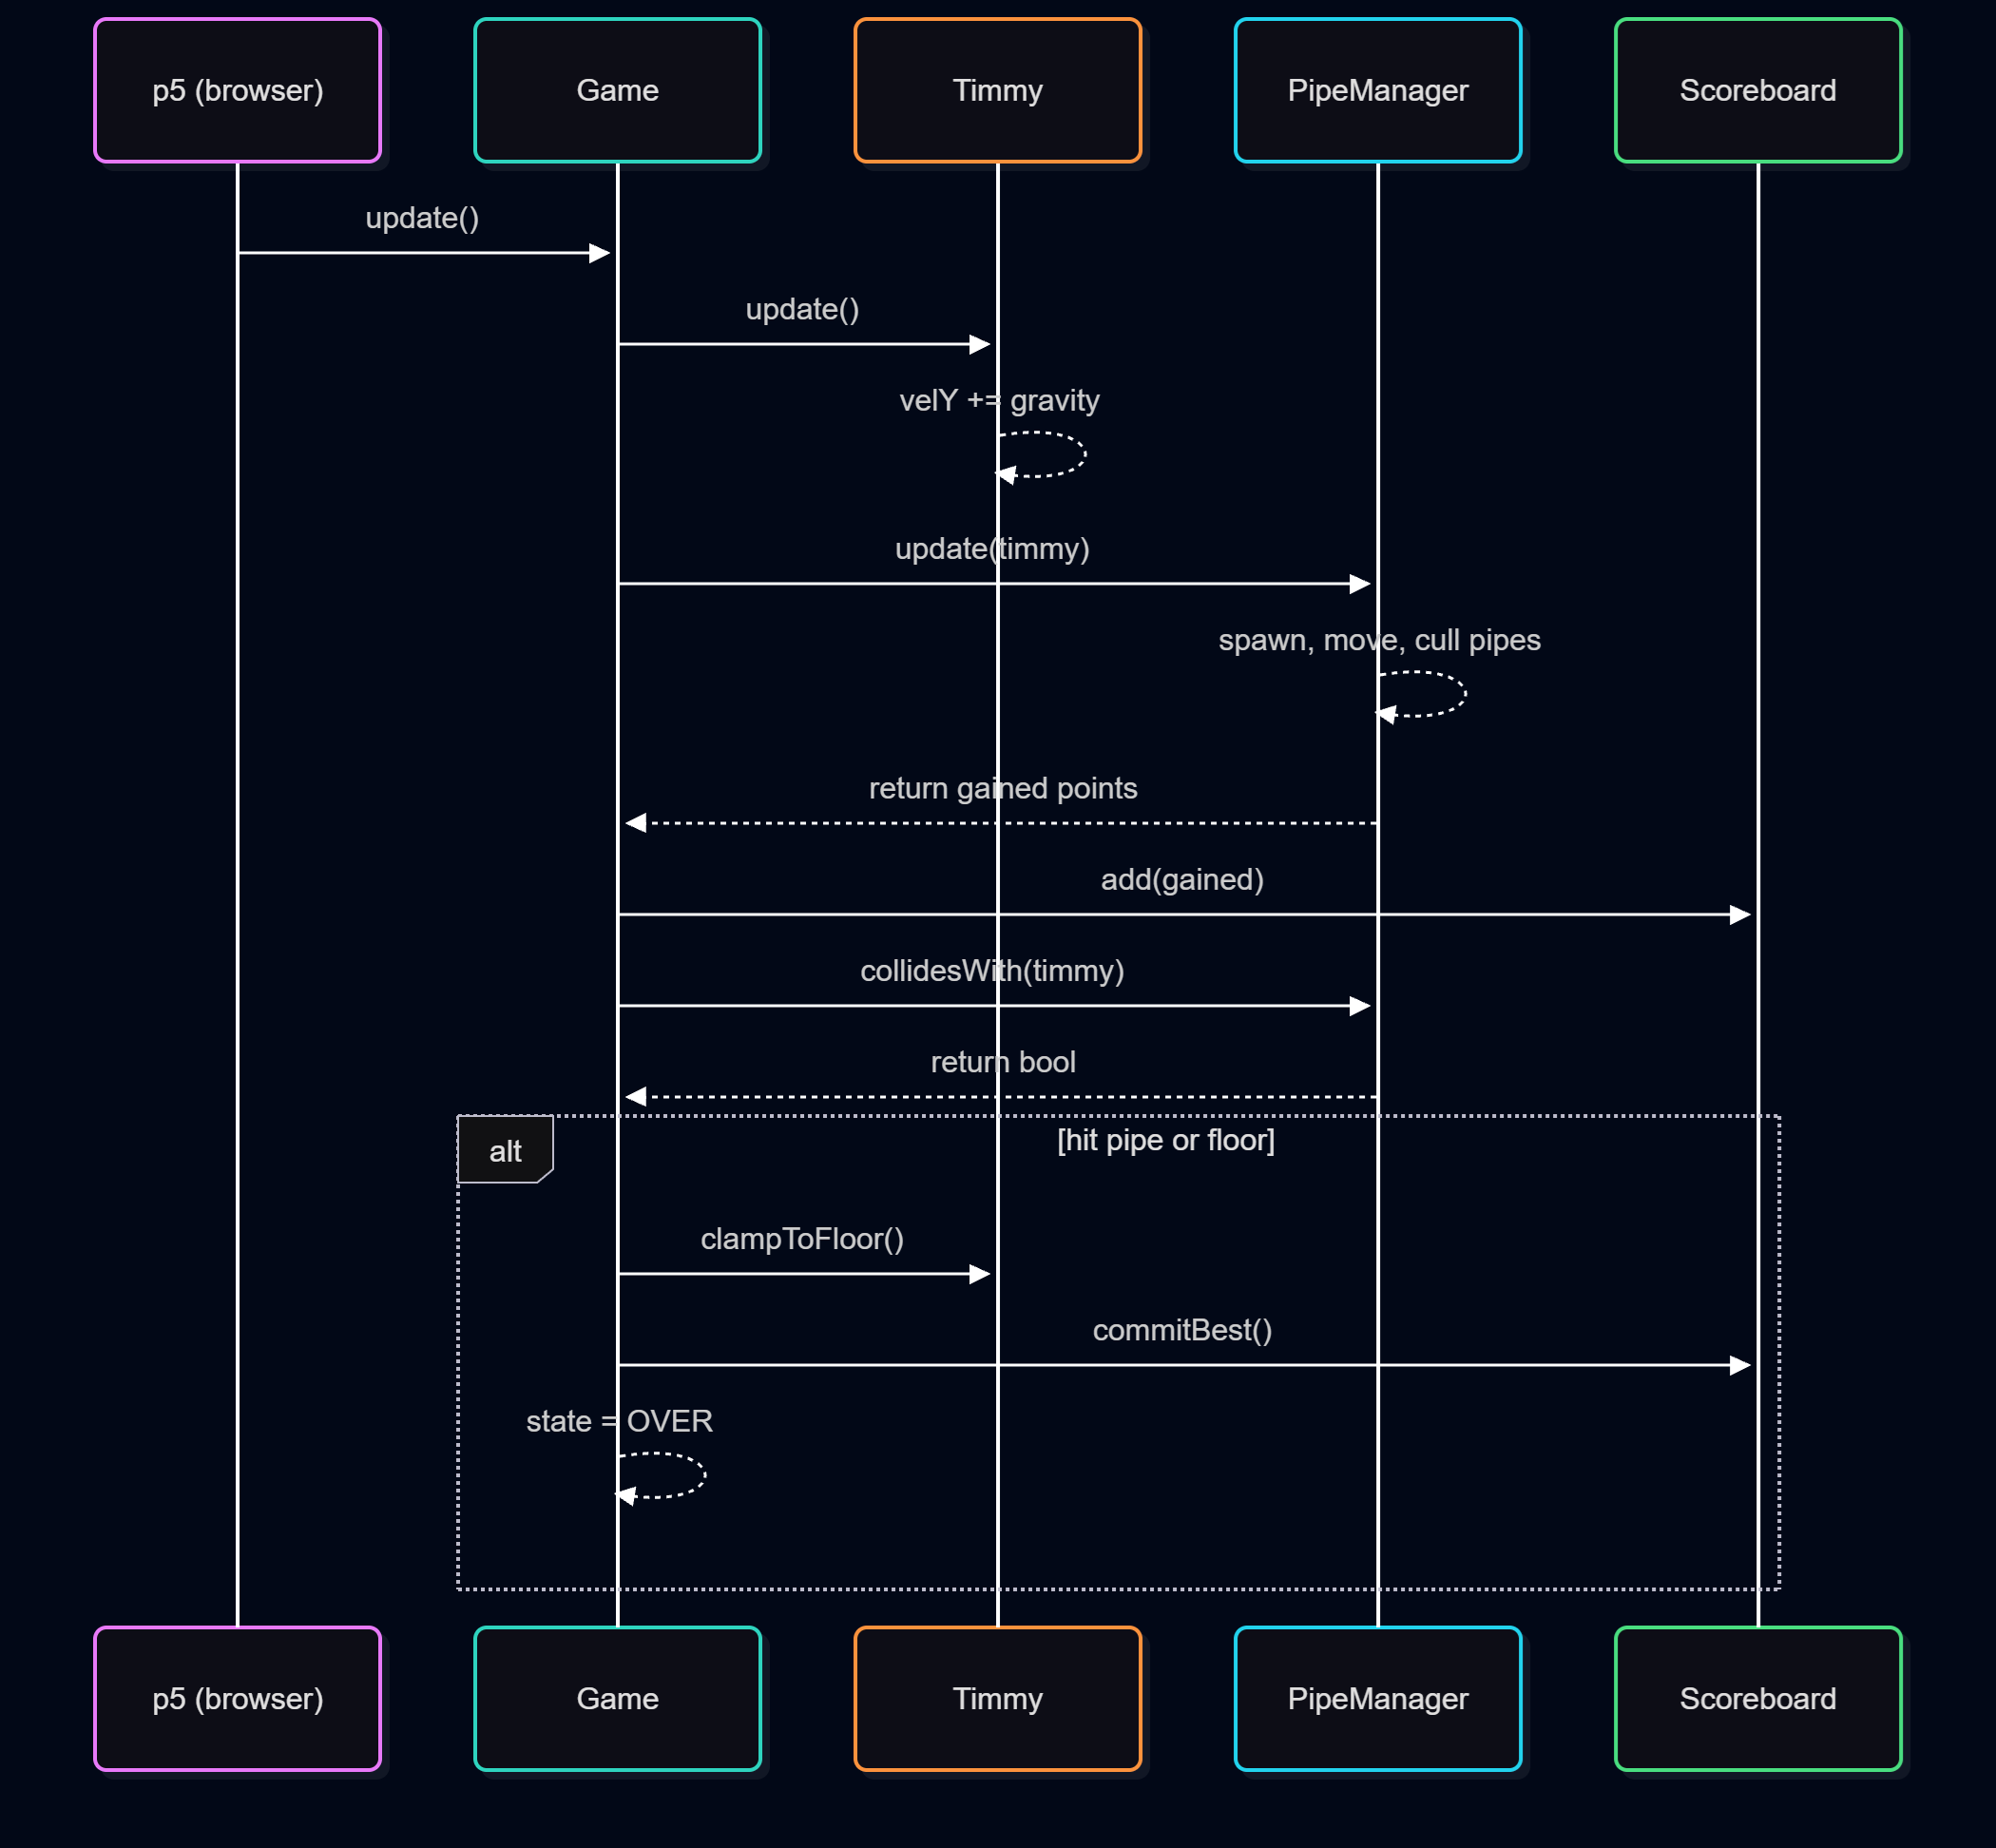 p5 (browser)
Game
Timmy
PipeManager
Scoreboard
update()
update()
velY += gravity
update(timmy)
spawn, move, cull pipes
return gained points
add(gained)
collidesWith(timmy)
return bool
alt
[hit pipe or floor]
clampToFloor()
commitBest()
state = OVER
p5 (browser)
Game
Timmy
PipeManager
Scoreboard